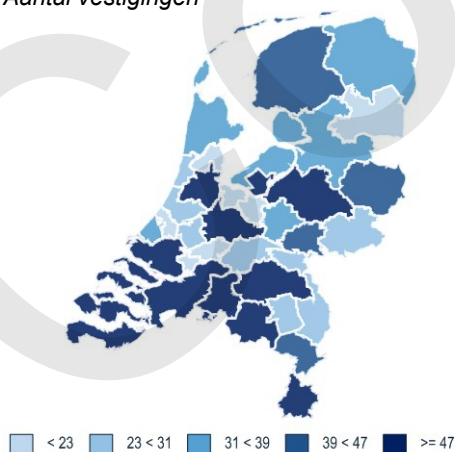 Aantal vestigingen
< 23 23 < 31 31 < 39 39 < 47 >= 47